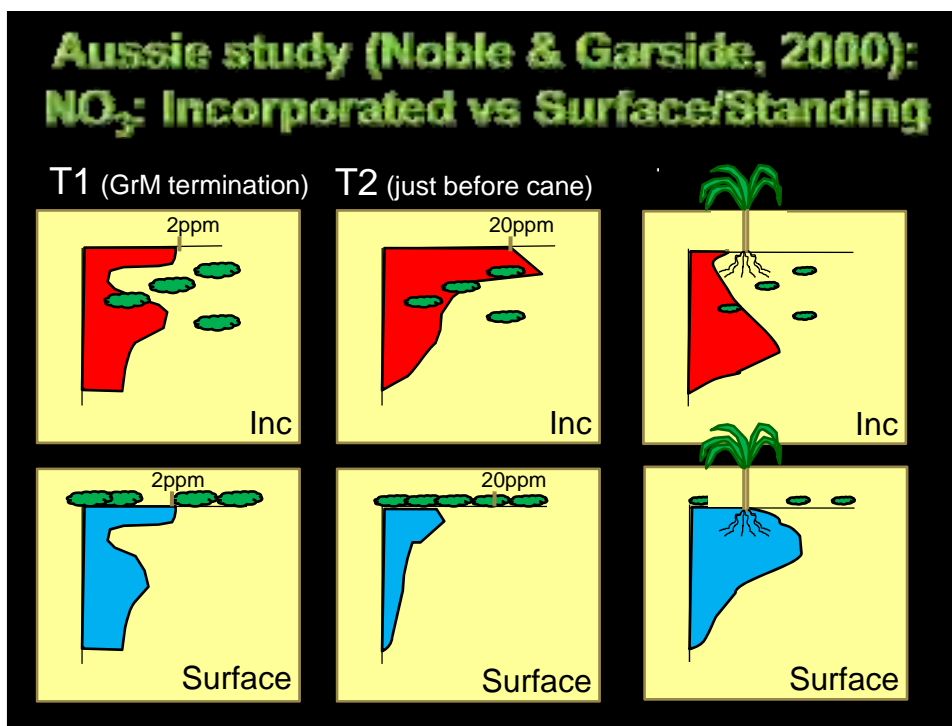 Aussie study (Noble & Garside, 2000):
NO3: Incorporated vs Surface/Standing
T1 (GrM termination)
T2 (just before cane)
2ppm
20ppm
Inc
Inc
Inc
2ppm
20ppm
Surface
Surface
Surface